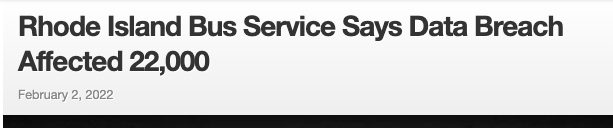 Rhode Island Bus Service Says Data Breach
Affected 22,000
February 2, 2022